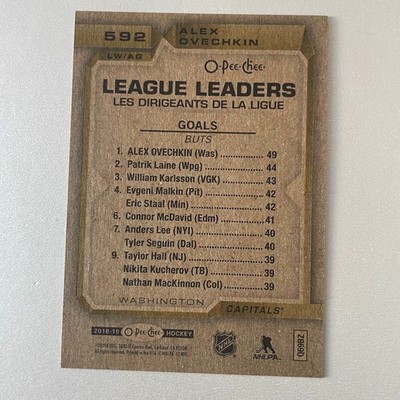 592
ALEX
OVECHKIN
LW/AG
O-Pee-Chee
LEAGUE LEADERS
LES DIRIGEANTS DE LA LIGUE
GOALS
BUTS
1. ALEX OVECHKIN (Was) 49
2. Patrik Laine (Wpg) 44
3. William Karlsson (VGK) 43
4. Evgeni Malkin (Pit) 42
Eric Staal (Min) 42
6. Connor McDavid (Edm) 41
7. Anders Lee (NYI) 40
Tyler Seguin (Dal) 40
9. Taylor Hall (NJ) 39
Nikita Kucherov (TB) 39
Nathan MacKinnon (Col) 39
WASHINGTON
CAPITALS
2018-19 O-Pee-Chee HOCKEY
NHL
NHLPA